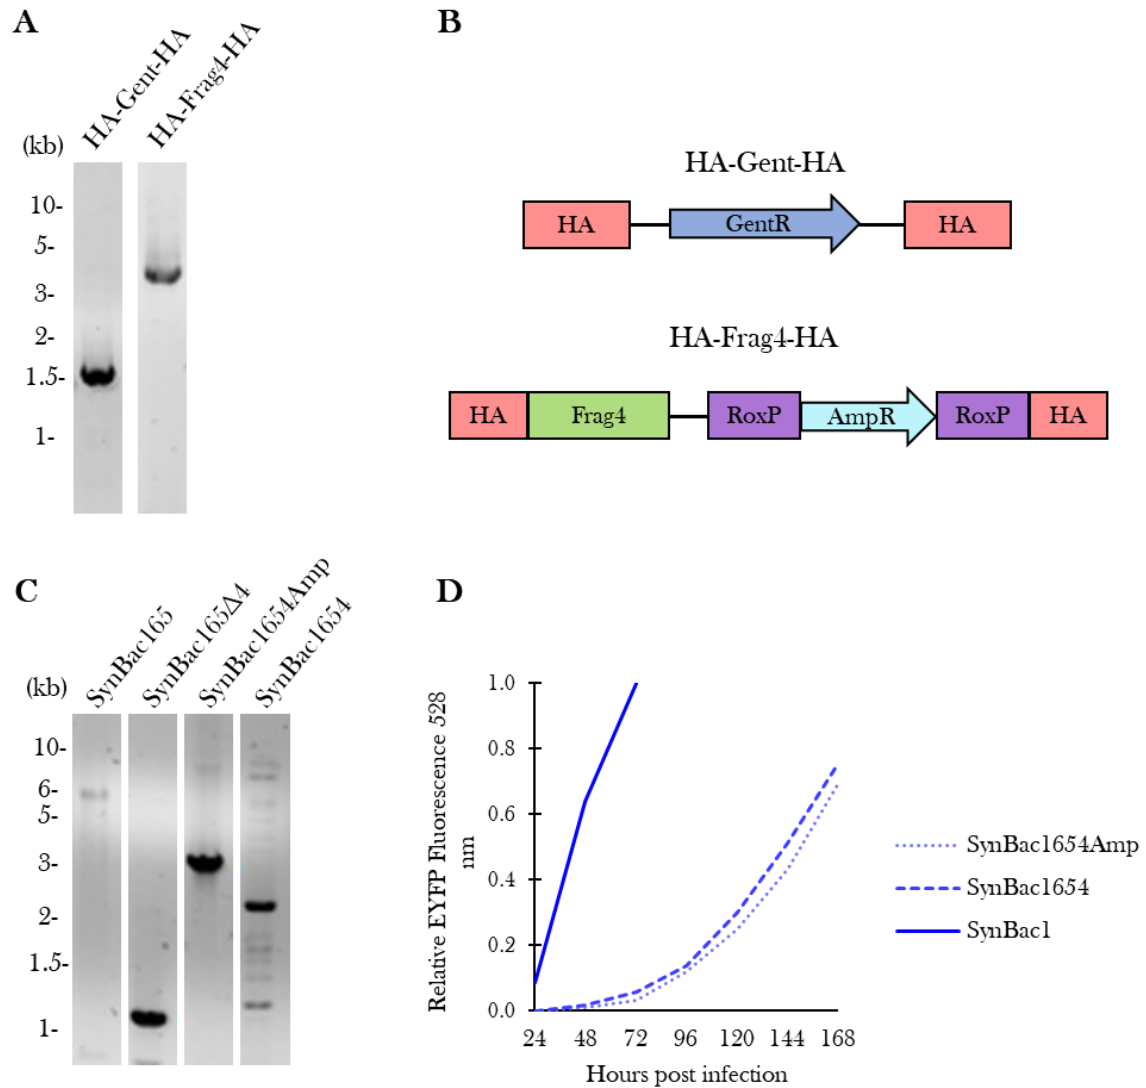 A
HA-Gent-HA
HA-Frag4-HA
(kb)
10-
5-
3-
2-
1.5-
1-
B
HA-Gent-HA
HA GentR HA
HA-Frag4-HA
HA Frag4 RoxP AmpR RoxP HA
C
SynBac165
SynBac165Δ4
SynBac1654Amp
SynBac1654
(kb)
10-
6-
5-
3-
2-
1.5-
1-
D
Relative EYFP Fluorescence 528
nm
1.0
0.8
0.6
0.4
0.2
0.0
24 48 72 96 120 144 168
Hours post infection
SynBac1654Amp
SynBac1654
SynBac1